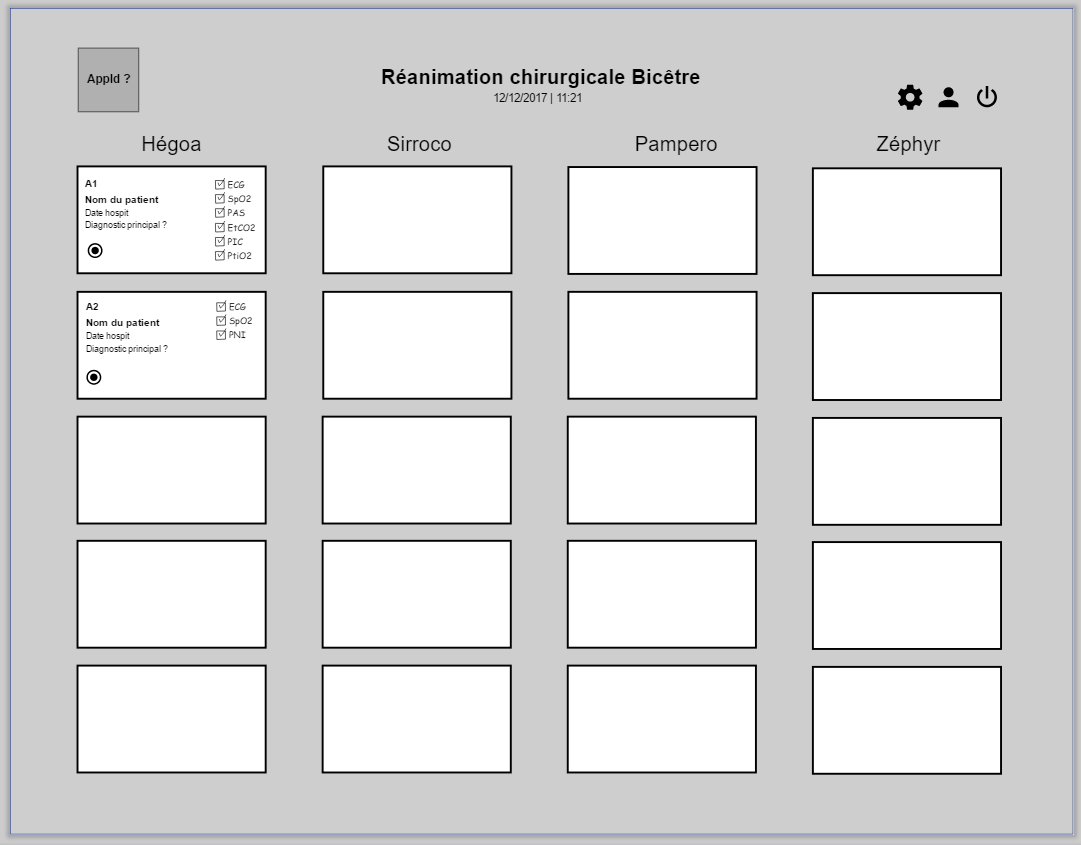 AppId ?
Réanimation chirurgicale Bicêtre
12/12/2017 | 11:21
Hégoa
Sirroco
Pampero
Zéphyr
A1
Nom du patient
Date hospit
Diagnostic principal ?
ECG
SpO2
PAS
EtCO2
PIC
PtiO2
A2
Nom du patient
Date hospit
Diagnostic principal ?
ECG
SpO2
PNI